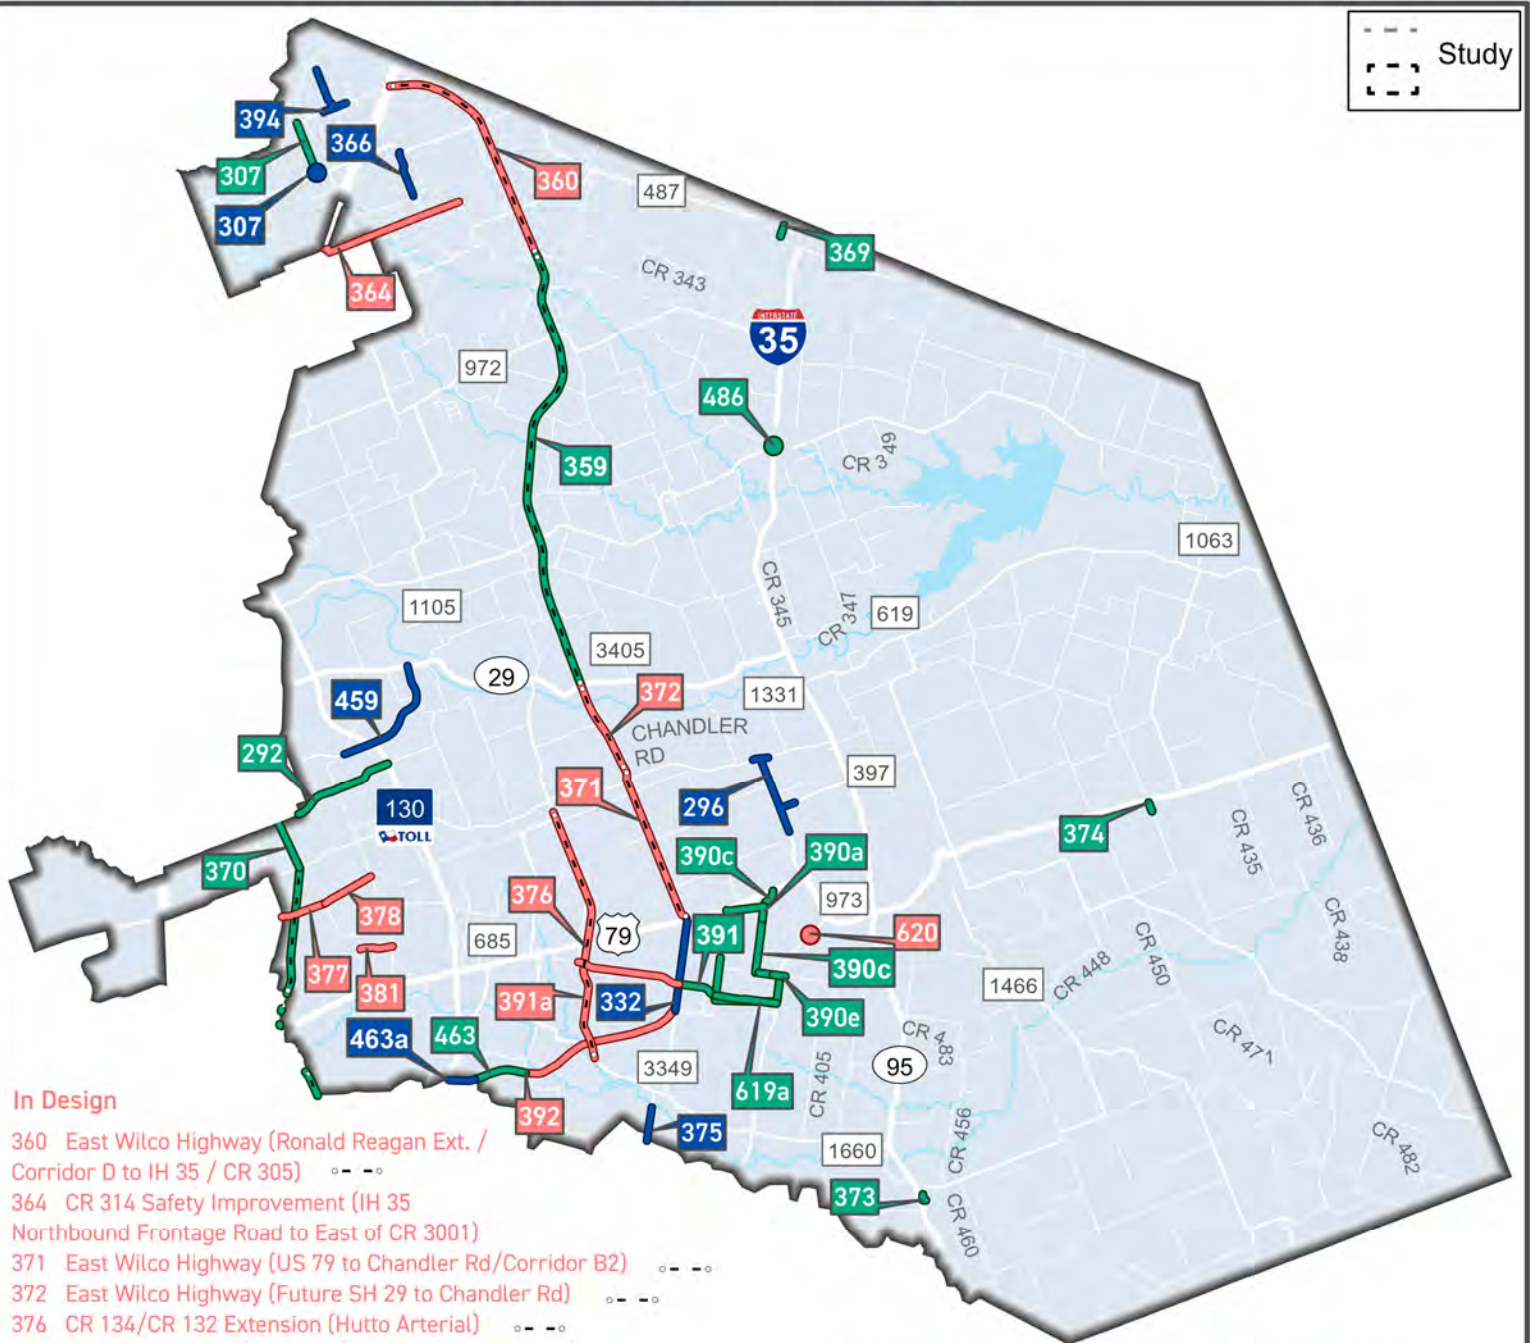 Study
394
366
307
360
487
307
369
364
CR 343
INTERSTATE
35
972
486
CR 349
359
1063
CR 345
1105
CR 347
619
3405
29
372
1331
459
CHANDLER
RD
292
397
371
296
130
TOLL
CR 436
374
CR 435
390c
390a
370
376
973
378
CR 438
79
391
620
685
CR 450
390c
377
CR 448
381
1466
391a
332
390e
463a
463
CR 483
3349
95
CR 405
619a
392
375
CR 456
1660
CR 482
373
CR 460
In Design
360 East Wilco Highway (Ronald Reagan Ext. /
Corridor D to IH 35 / CR 305)
364 CR 314 Safety Improvement (IH 35
Northbound Frontage Road to East of CR 3001)
371 East Wilco Highway (US 79 to Chandler Rd/Corridor B2)
372 East Wilco Highway (Future SH 29 to Chandler Rd)
376 CR 134/CR 132 Extension (Hutto Arterial)